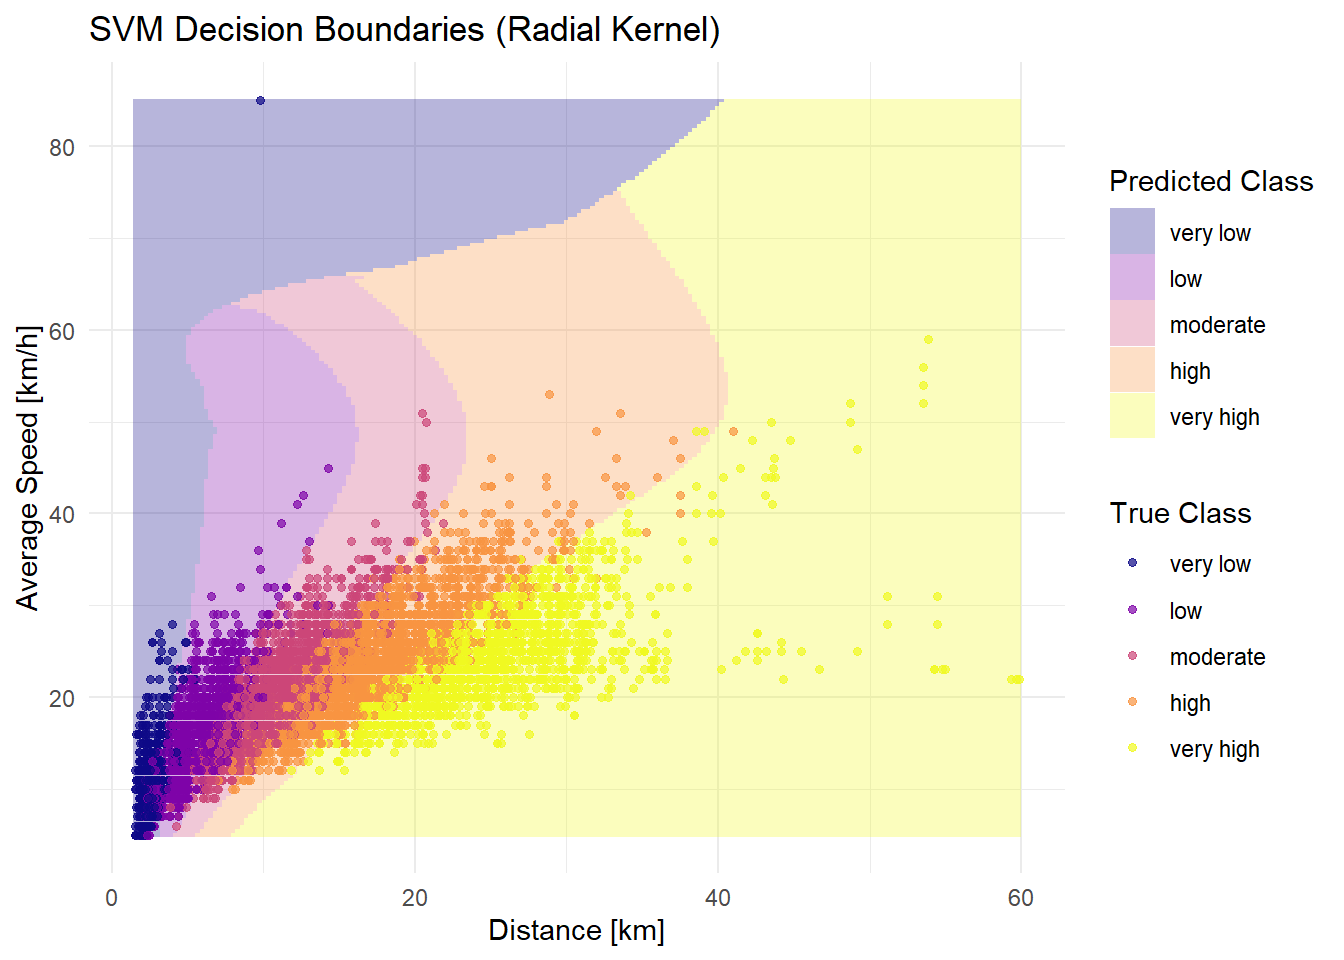 SVM Decision Boundaries (Radial Kernel)
80
60
40
20
Average Speed [km/h]
0
20
40
60
Distance [km]
Predicted Class
very low
low
moderate
high
very high
True Class
very low
low
moderate
high
very high